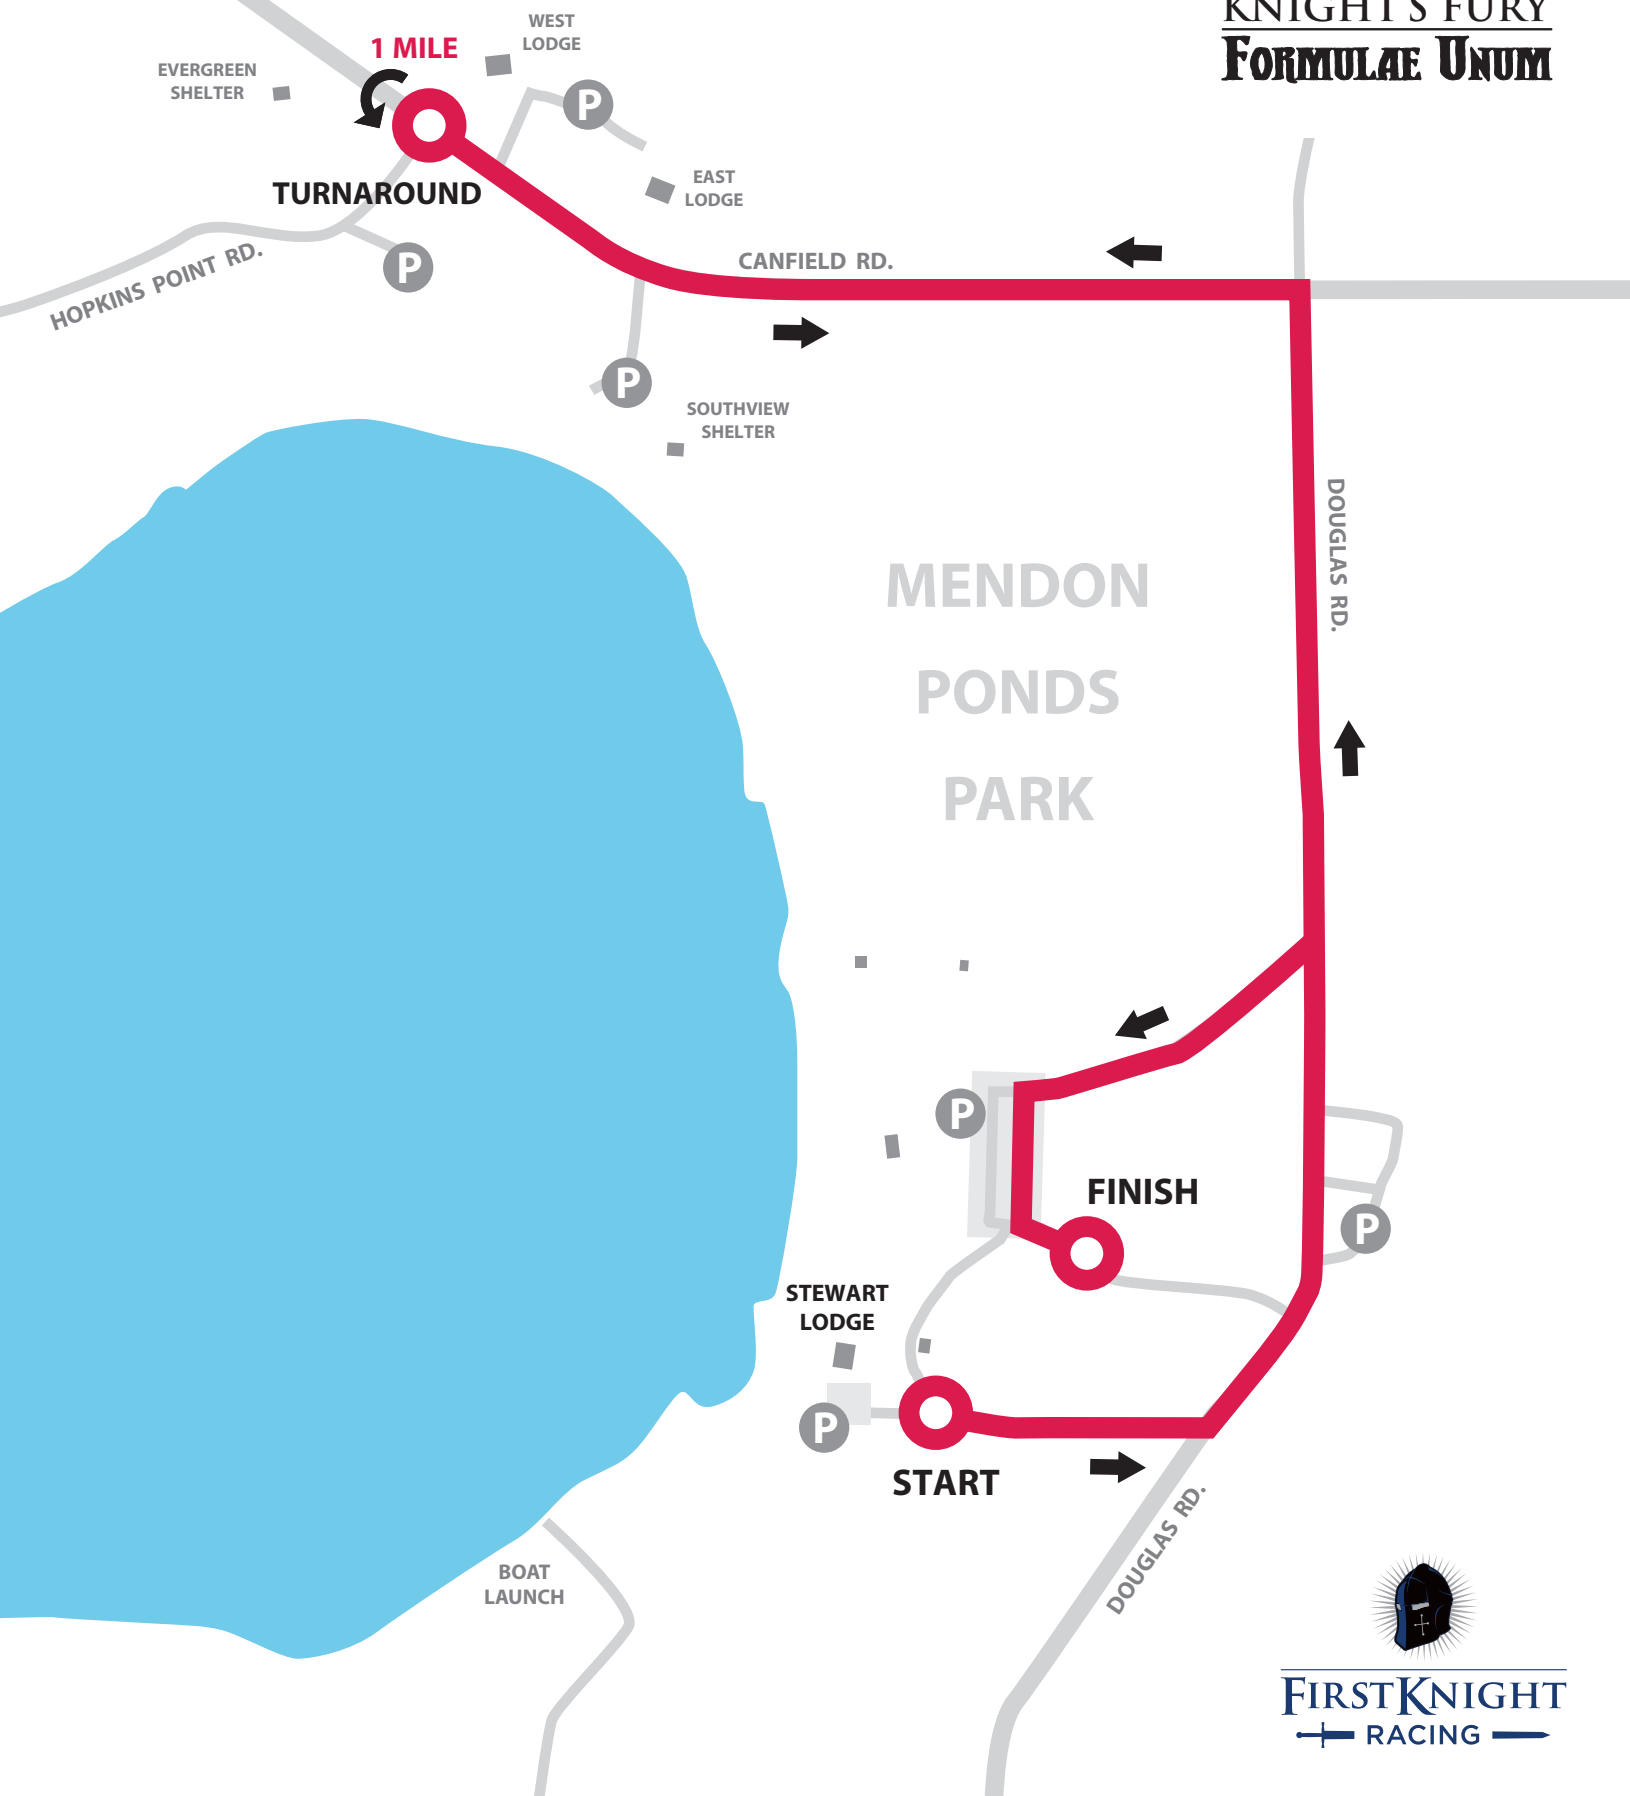 KNIGHT'S FURY
FORMULAE UNUM
WEST
LODGE
1 MILE
EVERGREEN
SHELTER
P
TURNAROUND
EAST
LODGE
HOPKINS POINT RD.
P
CANFIELD RD.
P
SOUTHVIEW
SHELTER
DOUGLAS RD.
MENDON
PONDS
PARK
P
FINISH
P
STEWART
LODGE
P
START
DOUGLAS RD.
BOAT
LAUNCH
FIRSTKNIGHT
RACING